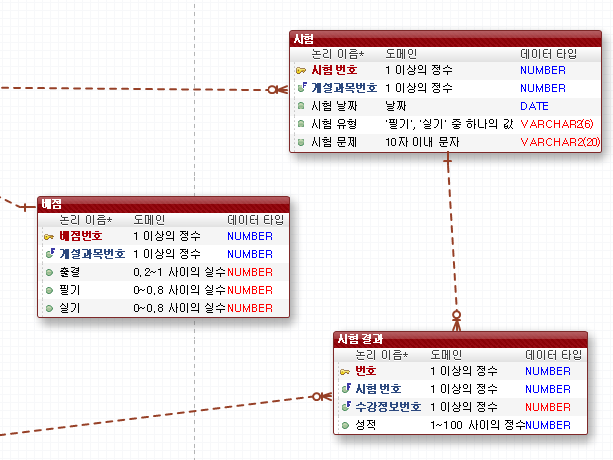 시험
논리 이름* 도메인 데이터 타입
시험 번호 1 이상의 정수 NUMBER
개설과목번호 1 이상의 정수 NUMBER
시험 날짜 날짜 DATE
시험 유형 '필기', '실기' 중 하나의 값 VARCHAR2(6)
시험 문제 10자 이내 문자 VARCHAR2(20)
배점
논리 이름* 도메인 데이터 타입
배점번호 1 이상의 정수 NUMBER
개설과목번호 1 이상의 정수 NUMBER
출결 0.2~1 사이의 실수 NUMBER
필기 0~0.8 사이의 실수 NUMBER
실기 0~0.8 사이의 실수 NUMBER
시험 결과
논리 이름* 도메인 데이터 타입
번호 1 이상의 정수 NUMBER
시험 번호 1 이상의 정수 NUMBER
수강정보번호 1 이상의 정수 NUMBER
성적 1~100 사이의 정수 NUMBER